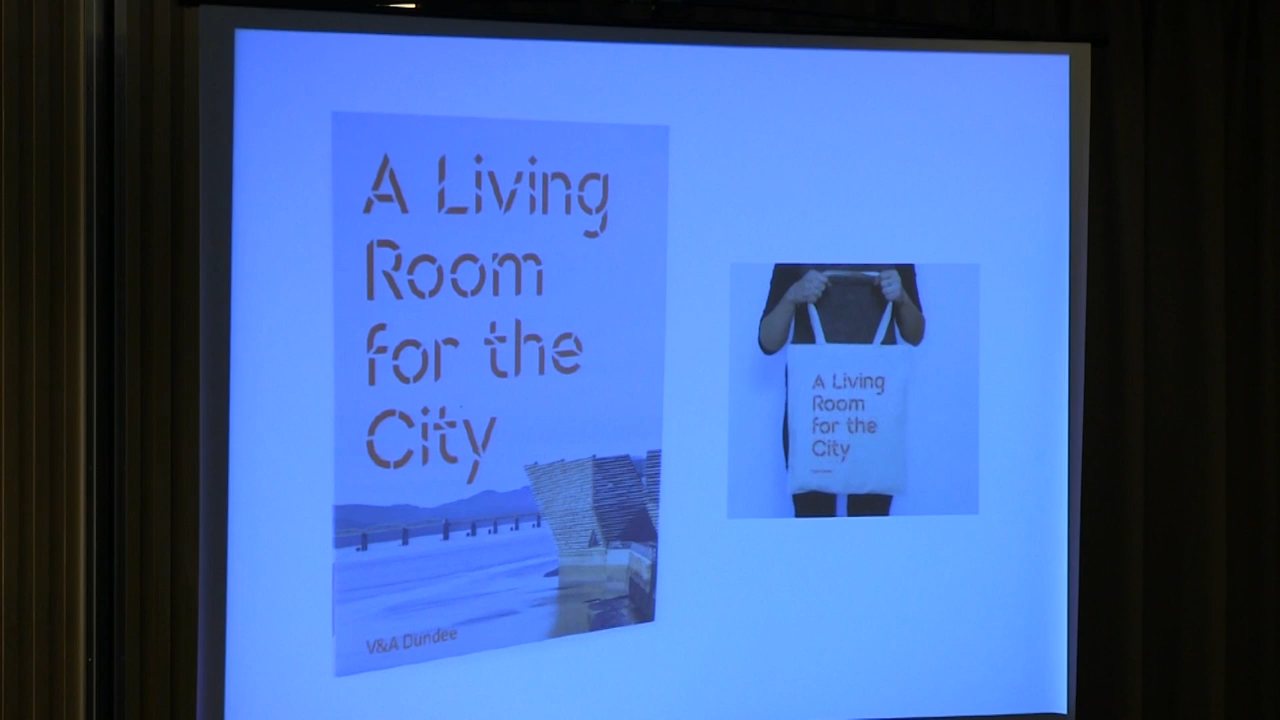 A Living
Room
for the
City
V&A Dundee
A Living
Room
for the
City